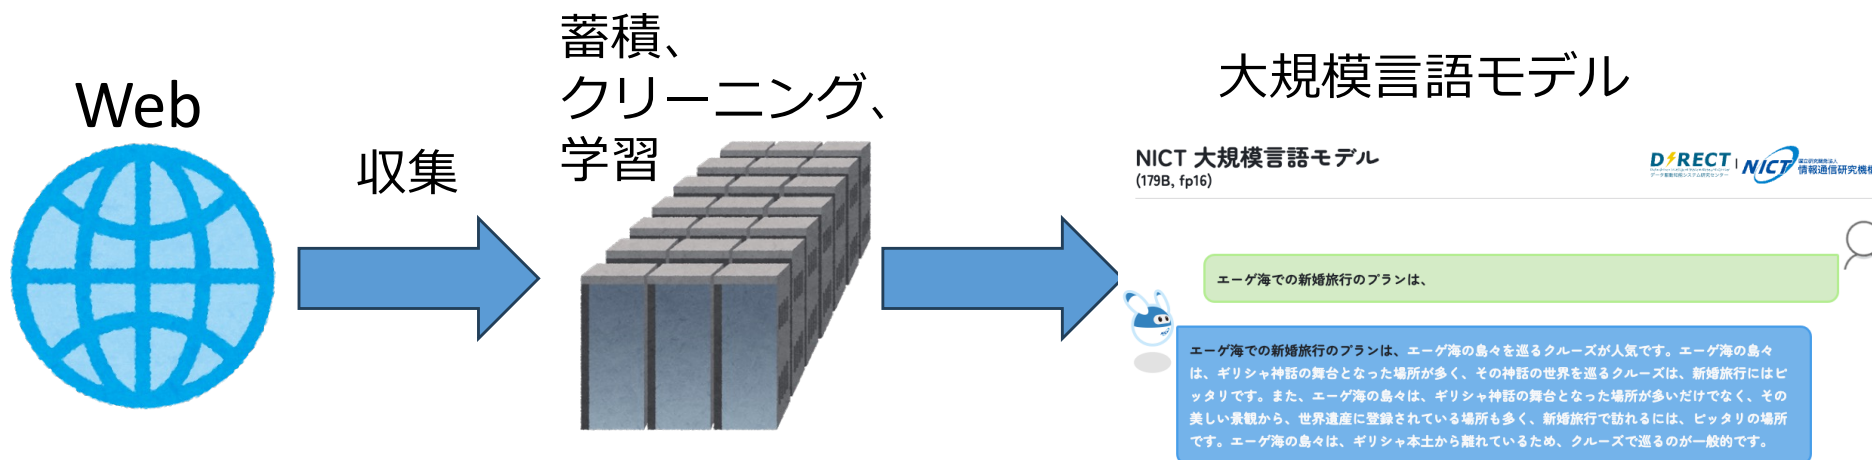 Web
収集
蓄積、
クリーニング、
学習
大規模言語モデル
NICT 大規模言語モデル
(179B, fp16)
DIRECT
NICT
情報通信研究機構
エーゲ海での新婚旅行のプランは、
エーゲ海での新婚旅行のプランは、エーゲ海の島々を巡るクルーズが人気です。エーゲ海の島々
は、ギリシャ神話の舞台となった場所が多く、その神話の世界を巡るクルーズは、新婚旅行にはピ
ッタリです。また、エーゲ海の島々は、ギリシャ神話の舞台となった場所が多いだけでなく、その
美しい景観から、世界遺産に登録されている場所も多く、新婚旅行で訪れるには、ピッタリの場所
です。エーゲ海の島々は、ギリシャ本土から離れているため、クルーズで巡るのが一般的です。